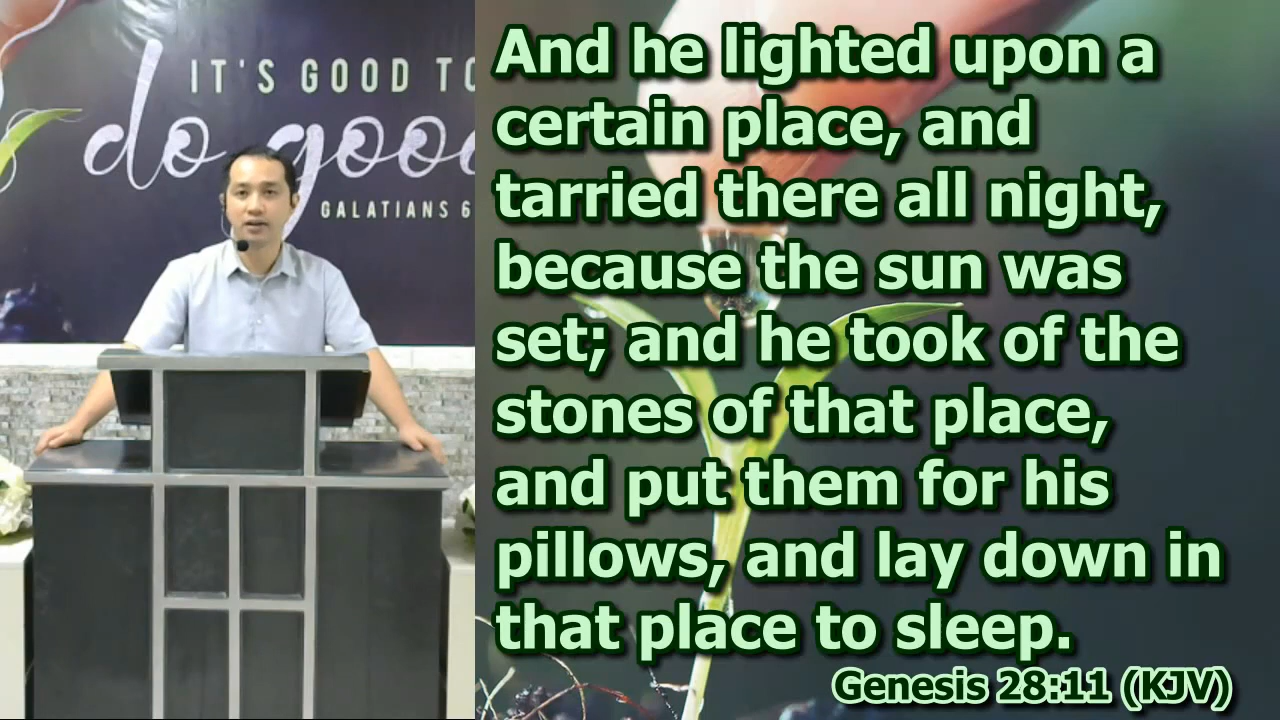 IT'S GOOD TO
do good
GALATIANS 6
And he lighted upon a
certain place, and
tarried there all night,
because the sun was
set; and he took of the
stones of that place,
and put them for his
pillows, and lay down in
that place to sleep.
Genesis 28:11 (KJV)